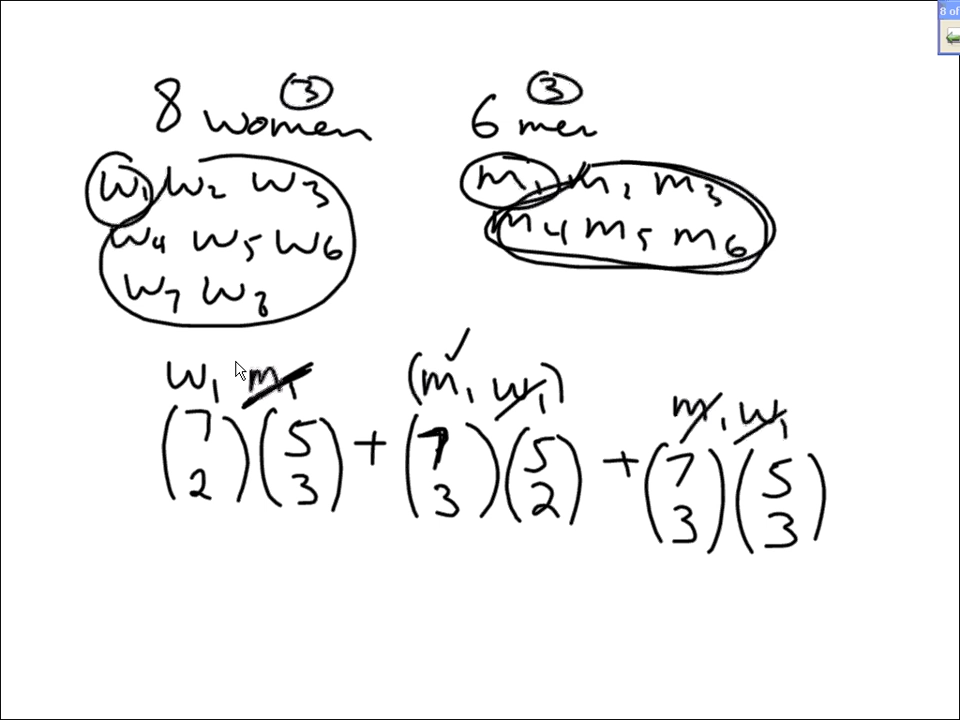 8 of
3 3
8 women 6 men
w1 w2 w3 m1 m2 m3
w4 w5 w6 m4 m5 m6
w7 w8
w1 m1 (m1 w1) m1 w1
(7 2)(5 3) + (7 3)(5 2) + (7 3)(5 3)